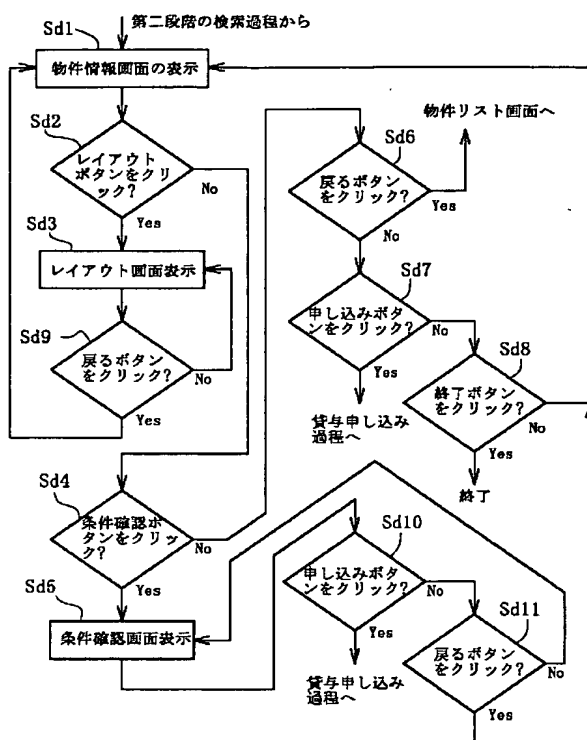 第二段階の検索過程から
Sd1
物件情報画面の表示
Sd2
レイアウト
ボタンをクリ
ック?
No
Yes
Sd3
レイアウト画面表示
Sd9
戻るボタン
をクリック?
No
Yes
Sd4
条件確認ボ
タンをクリッ
ク?
No
Yes
Sd5
条件確認画面表示
物件リスト画面へ
Sd6
戻るボタン
をクリック?
Yes
No
Sd7
申し込みボタ
ンをクリック?
No
Yes
貸与申し込み
過程へ
Sd8
終了ボタン
をクリック?
No
Yes
終了
Sd10
申し込みボタ
ンをクリック?
No
Yes
貸与申し込み
過程へ
Sd11
戻るボタン
をクリック?
No
Yes